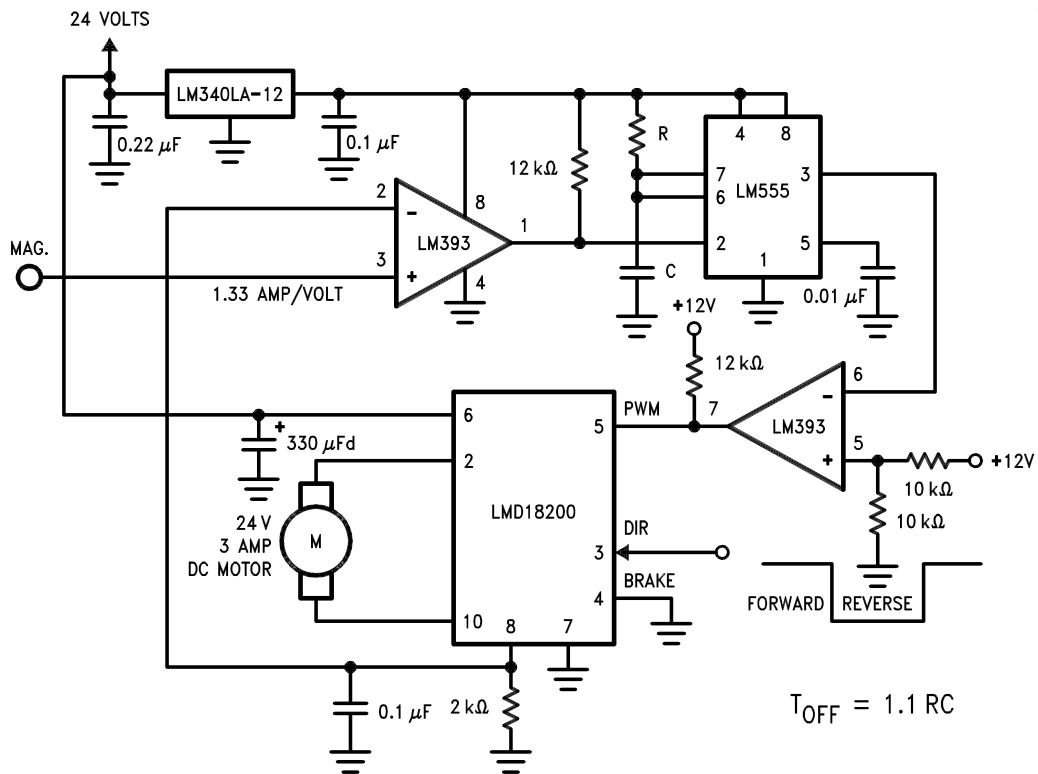 24 VOLTS
LM340LA-12
0.22 μF
0.1 μF
12 kΩ
R
4
8
7
6
2
LM555
3
5
1
C
0.01 μF
2
-
8
LM393
1
MAG.
3
+
4
1.33 AMP/VOLT
+12V
12 kΩ
7
6
-
LM393
5
+
+12V
10 kΩ
10 kΩ
6
PWM
5
+
330 μFd
2
LMD18200
24 V
3 AMP
DC MOTOR
M
DIR
3
BRAKE
4
FORWARD
REVERSE
10
8
7
0.1 μF
2 kΩ
TOFF = 1.1 RC